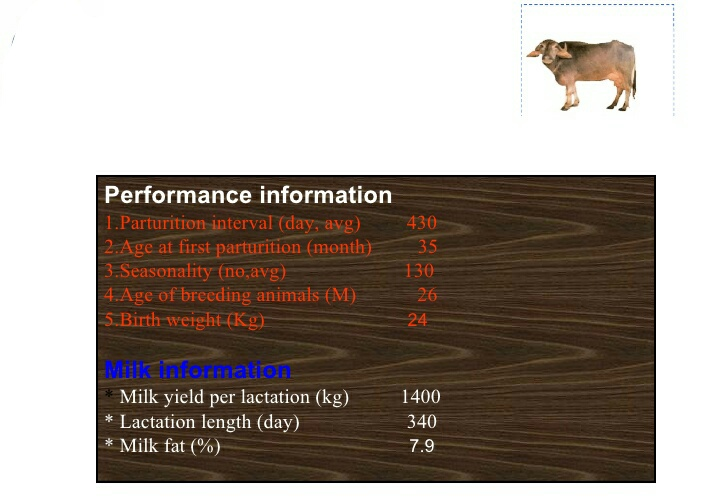 Performance information
1.Parturition interval (day, avg) 430
2.Age at first parturition (month) 35
3.Seasonality (no,avg) 130
4.Age of breeding animals (M) 26
5.Birth weight (Kg) 24
Milk information
* Milk yield per lactation (kg) 1400
* Lactation length (day) 340
* Milk fat (%) 7.9